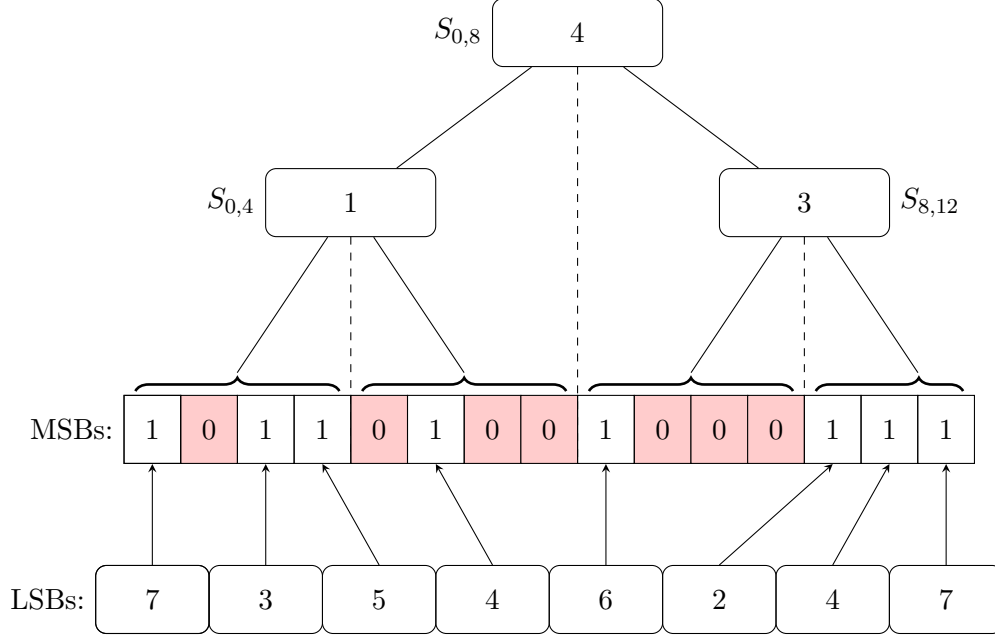 S₀,₈ 4
S₀,₄ 1 3 S₈,₁₂
MSBs: 1 0 1 1 0 1 0 0 1 0 0 0 1 1 1
LSBs: 7 3 5 4 6 2 4 7